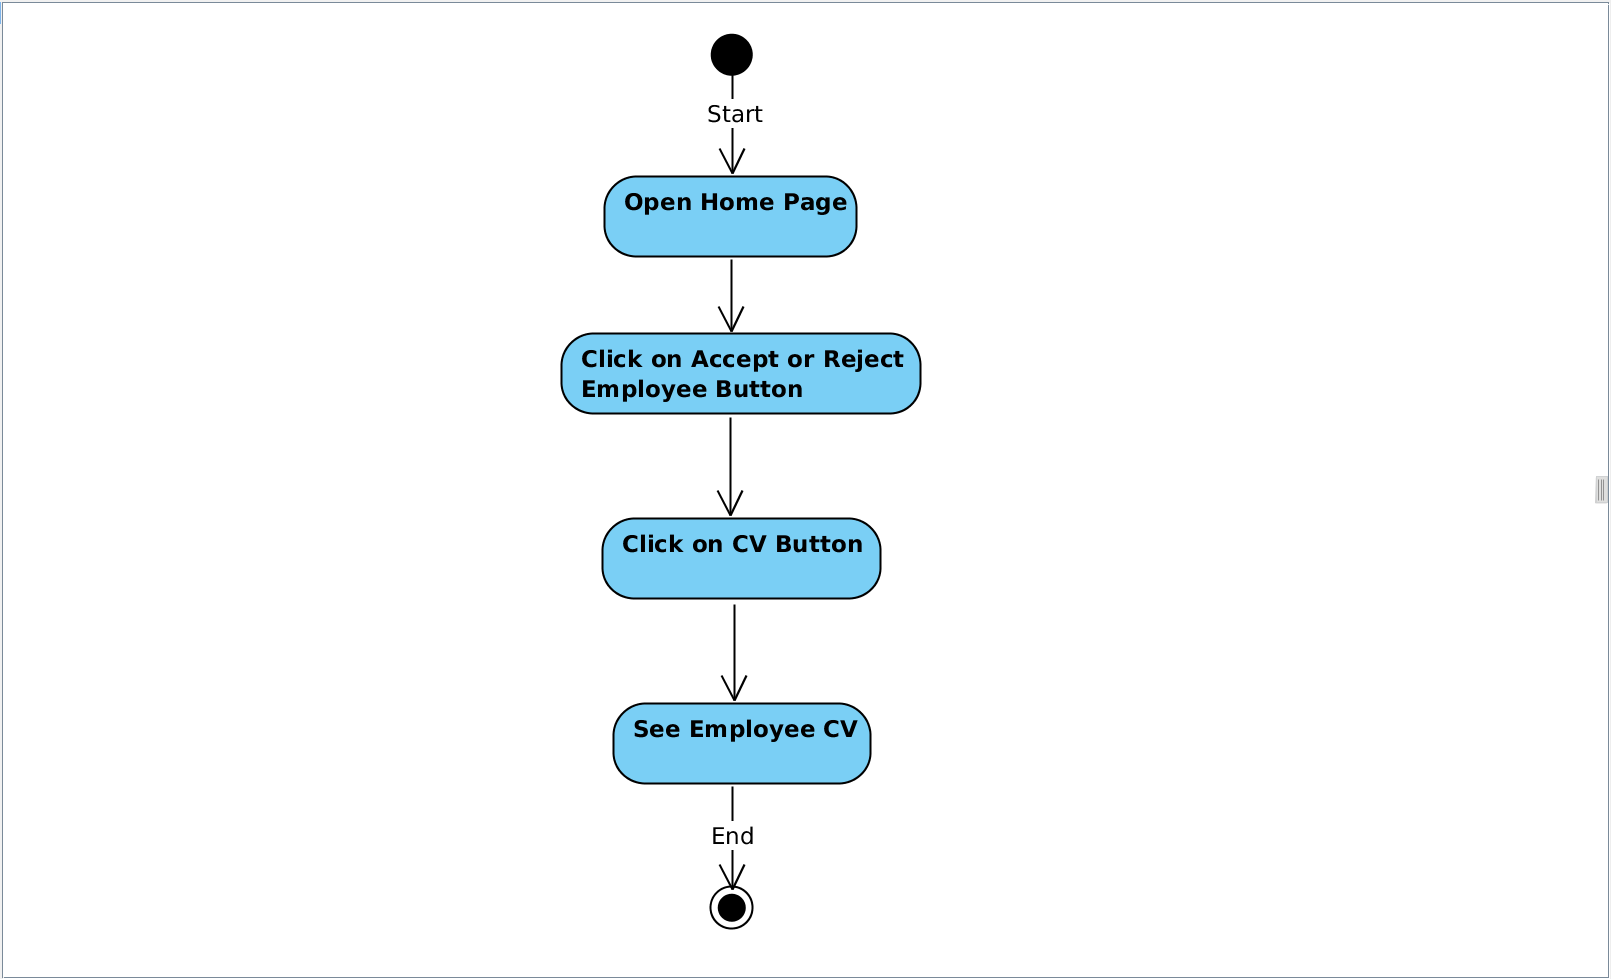 Start
Open Home Page
Click on Accept or Reject
Employee Button
Click on CV Button
See Employee CV
End